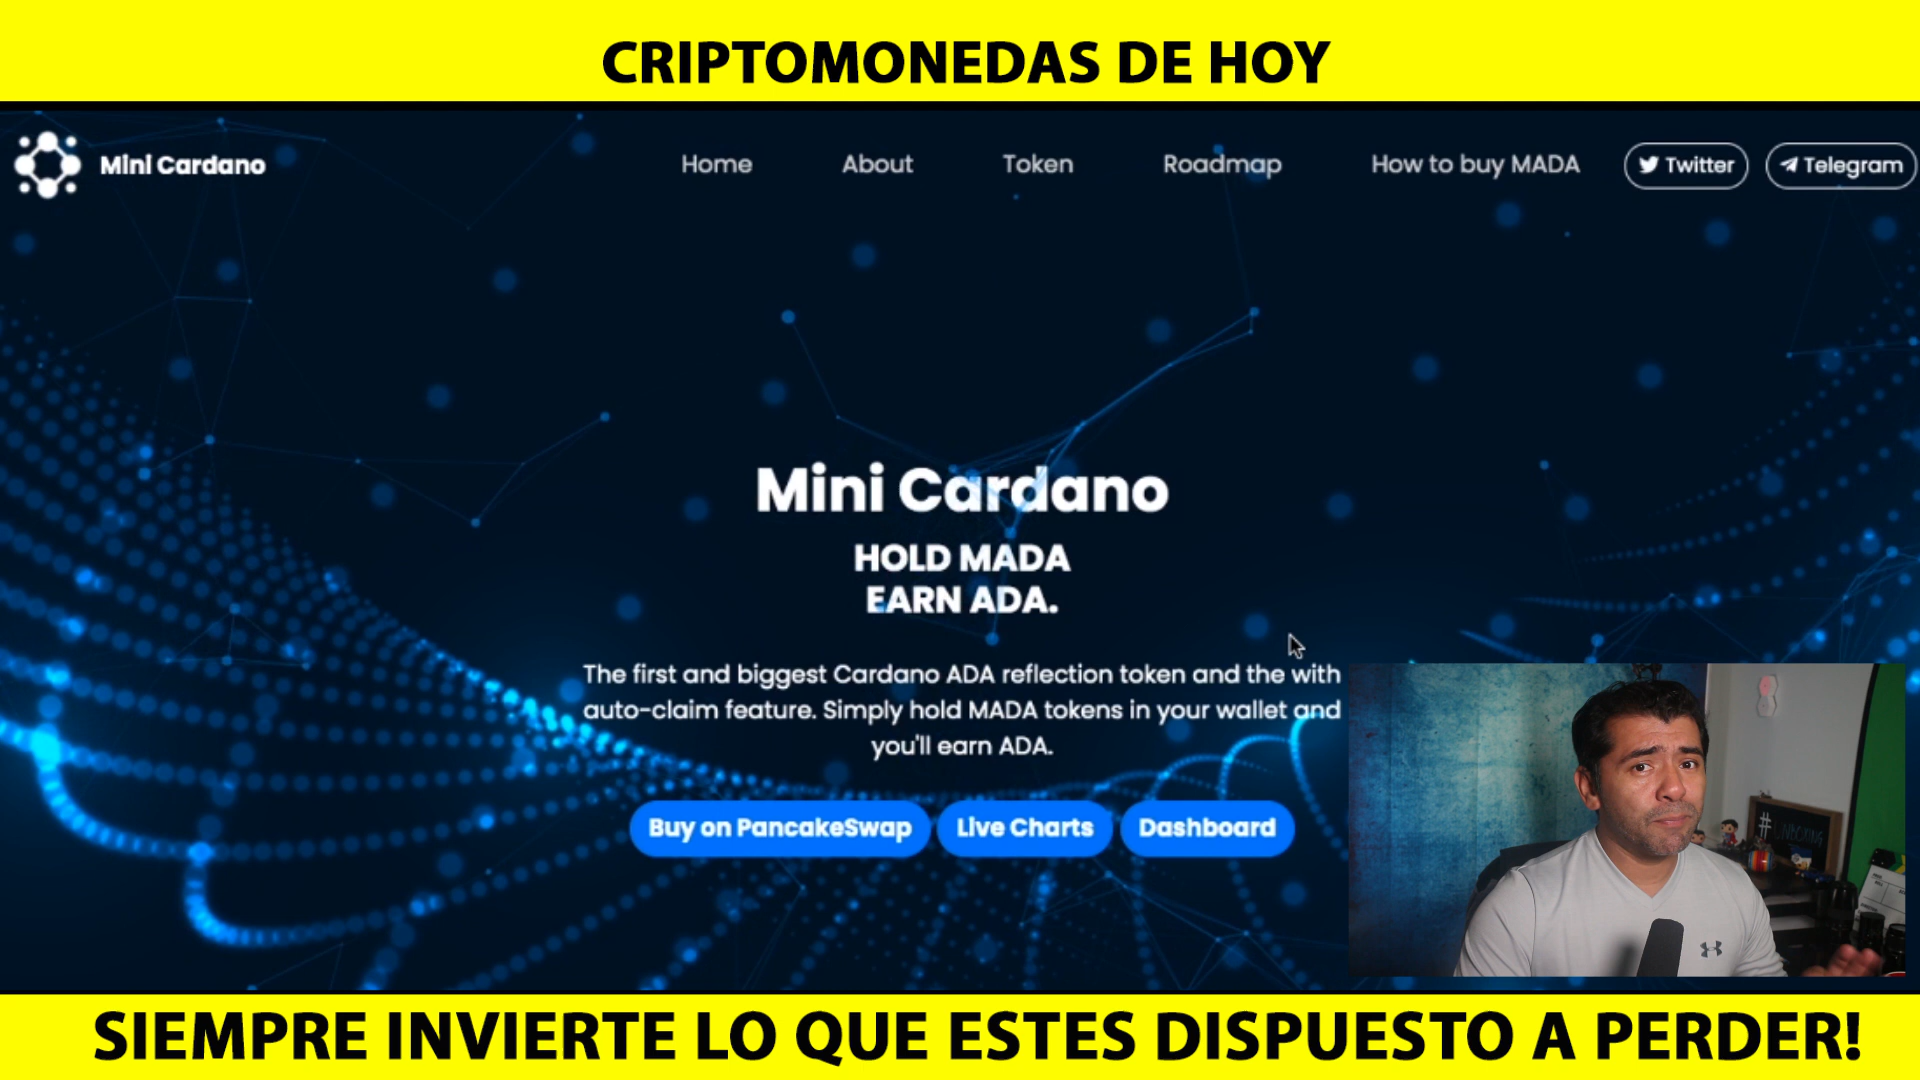 CRIPTOMONEDAS DE HOY
Mini Cardano
Home
About
Token
Roadmap
How to buy MADA
Twitter
Telegram
Mini Cardano
HOLD MADA
EARN ADA.
The first and biggest Cardano ADA reflection token and the with
auto-claim feature. Simply hold MADA tokens in your wallet and
you'll earn ADA.
Buy on PancakeSwap
Live Charts
Dashboard
# UNBOXING
SIEMPRE INVIERTE LO QUE ESTES DISPUESTO A PERDER!